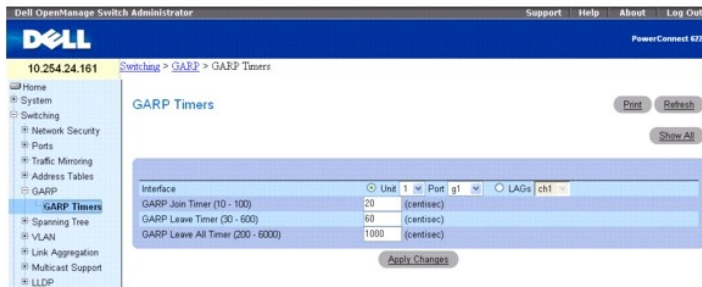 Dell OpenManage Switch Administrator Support Help About Log Out
DELL
PowerConnect 622
10.254.24.161 Switching > GARP > GARP Timers
Home
System
Switching
Network Security
Ports
Traffic Mirroring
Address Tables
GARP
GARP Timers
Spanning Tree
VLAN
Link Aggregation
Multicast Support
LLDP
GARP Timers
Print Refresh
Show All
Interface Unit 1 Port g1 LAGs ch1
GARP Join Timer (10 - 100) 20 (centisec)
GARP Leave Timer (30 - 600) 60 (centisec)
GARP Leave All Timer (200 - 6000) 1000 (centisec)
Apply Changes